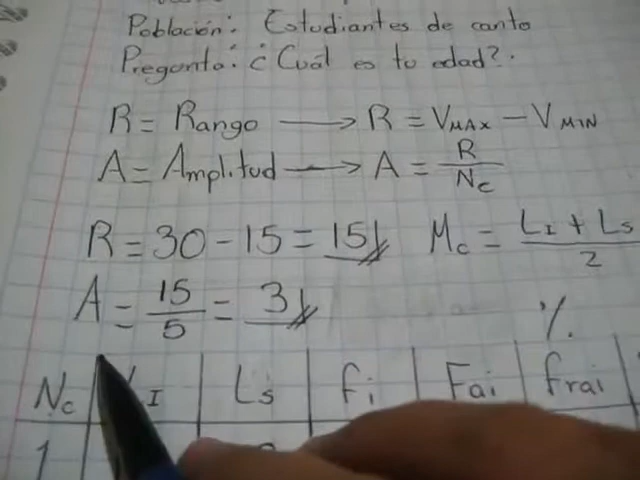 Población: Estudiantes de canto
Pregunta: ¿Cuál es tu edad?.
R = Rango → R = VMAX - VMIN
A = Amplitud → A = R / Nc
R = 30 - 15 = 15 Mc = LI + Ls / 2
A = 15 / 5 = 3
%
Nc LI Ls fi Fai frai
1